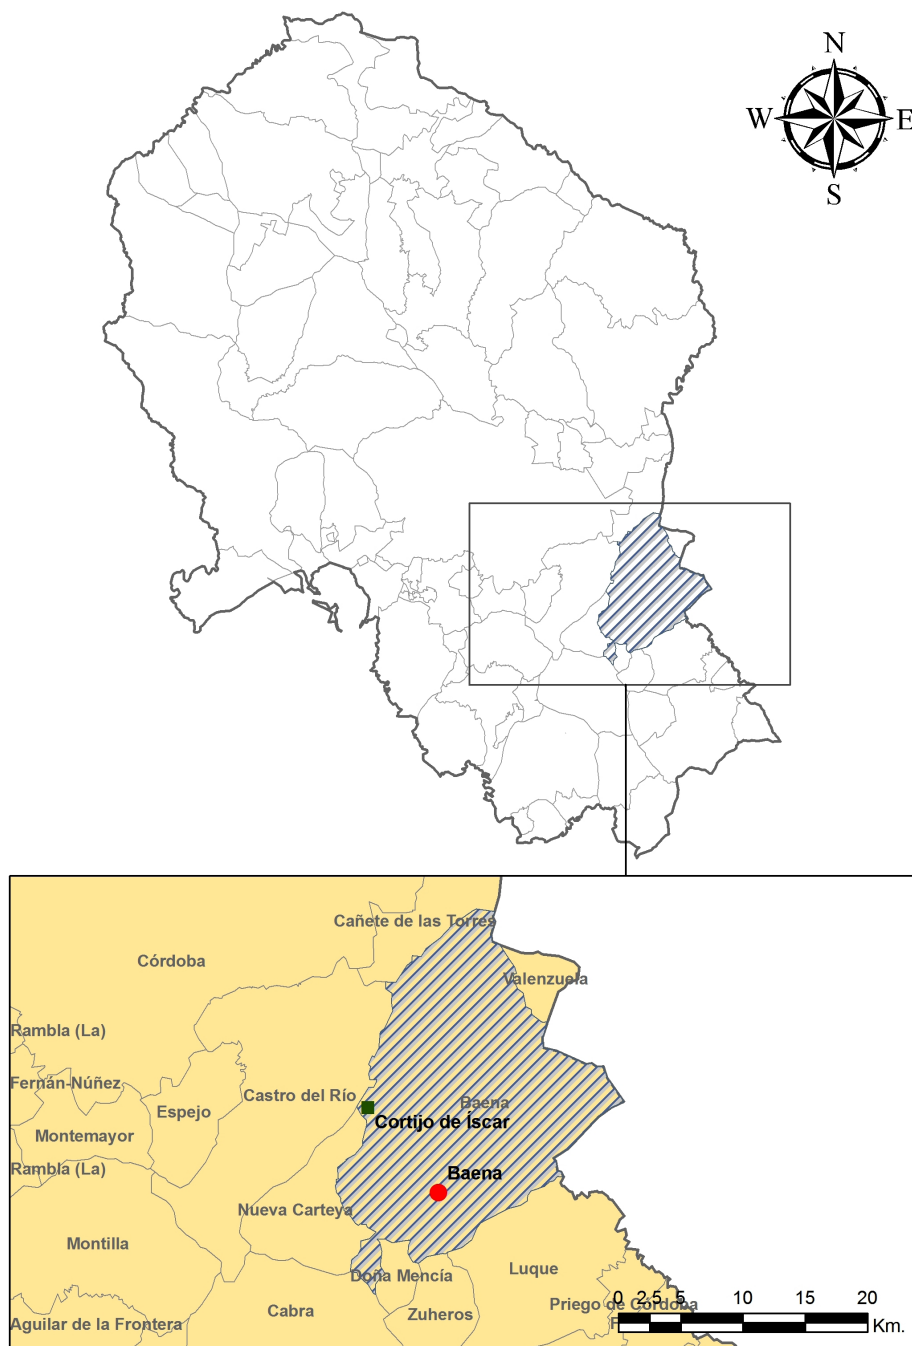 N
W
E
S
Cañete de las Torres
Córdoba
Valenzuela
Rambla (La)
Fernán-Núñez
Castro del Río
Baena
Espejo
Cortijo de Íscar
Montemayor
Rambla (La)
Baena
Nueva Carteya
Montilla
Luque
Doña Mencía
Priego de Córdoba
Cabra
Zuheros
Aguilar de la Frontera
F
0 2,5 5 10 15 20
Km.